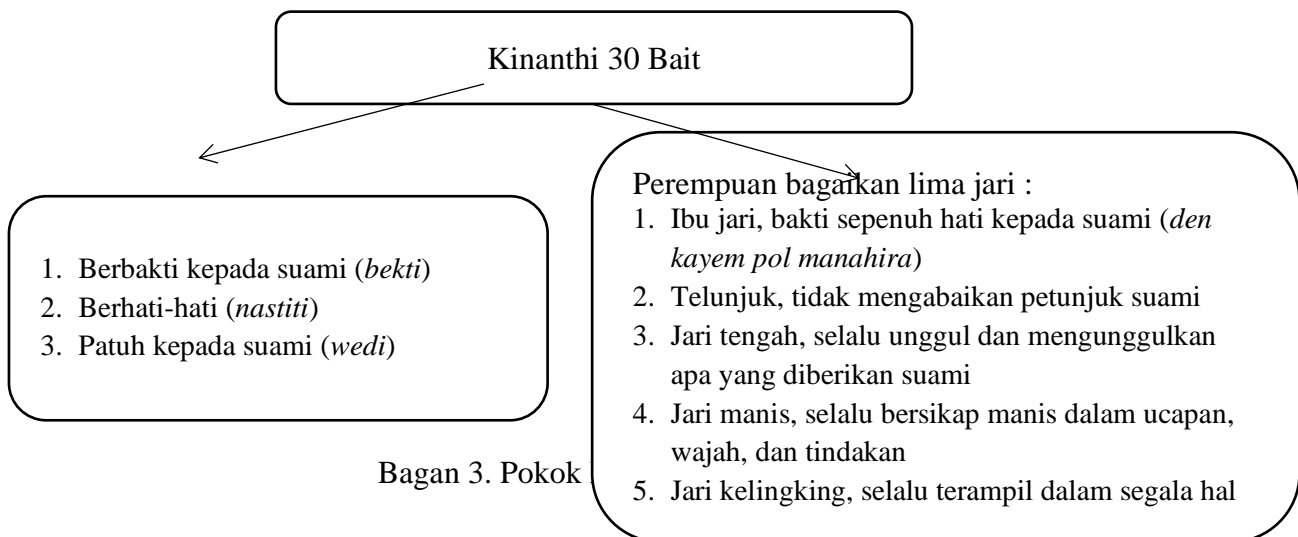 Kinanthi 30 Bait
1. Berbakti kepada suami (bekti)
2. Berhati-hati (nastiti)
3. Patuh kepada suami (wedi)
Perempuan bagaikan lima jari :
1. Ibu jari, bakti sepenuh hati kepada suami (den
kayem pol manahira)
2. Telunjuk, tidak mengabaikan petunjuk suami
3. Jari tengah, selalu unggul dan mengunggulkan
apa yang diberikan suami
4. Jari manis, selalu bersikap manis dalam ucapan,
wajah, dan tindakan
5. Jari kelingking, selalu terampil dalam segala hal
Bagan 3. Pokok